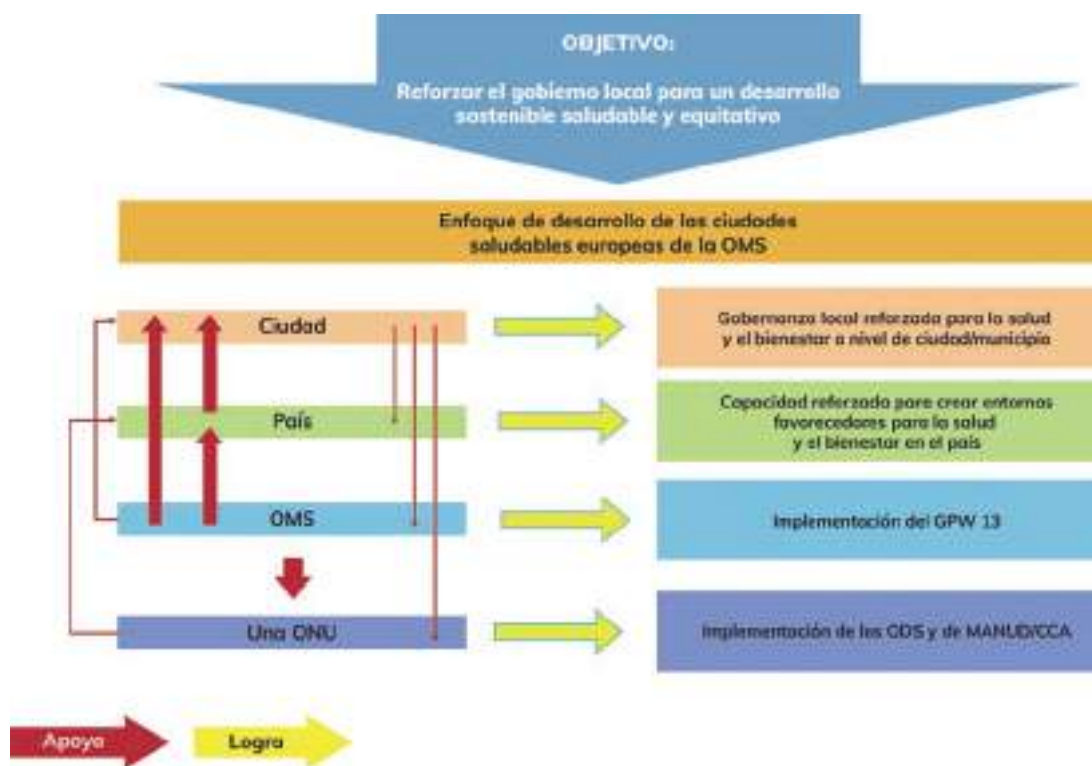 OBJETIVO:
Reforzar el gobierno local para un desarrollo
sostenible saludable y equitativo
Enfoque de desarrollo de las ciudades
saludables europeas de la OMS
Ciudad
Gobernanza local reforzada para la salud
y el bienestar a nivel de ciudad/municipio
País
Capacidad reforzada para crear entornos
favorecedores para la salud
y el bienestar en el país
OMS
Implementación del GPW 13
Una ONU
Implementación de los ODS y de MANUD/CCA
Apoyo
Logra